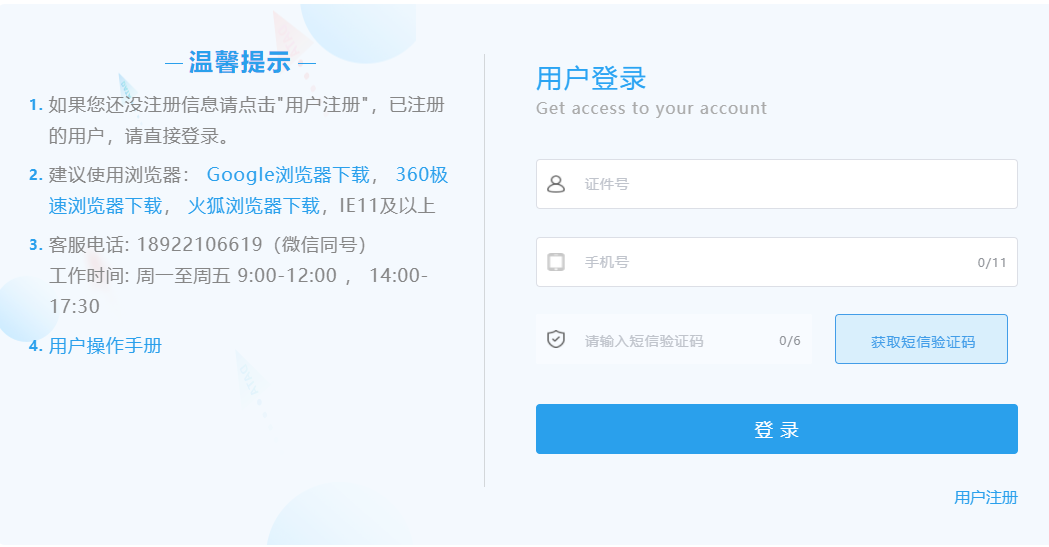 — 温馨提示 —
1. 如果您还没注册信息请点击"用户注册"，已注册
的用户，请直接登录。
2. 建议使用浏览器： Google浏览器下载， 360极
速浏览器下载， 火狐浏览器下载，IE11及以上
3. 客服电话: 18922106619（微信同号）
工作时间: 周一至周五 9:00-12:00 ， 14:00-
17:30
4. 用户操作手册
用户登录
Get access to your account
证件号
手机号 0/11
请输入短信验证码 0/6 获取短信验证码
登 录
用户注册